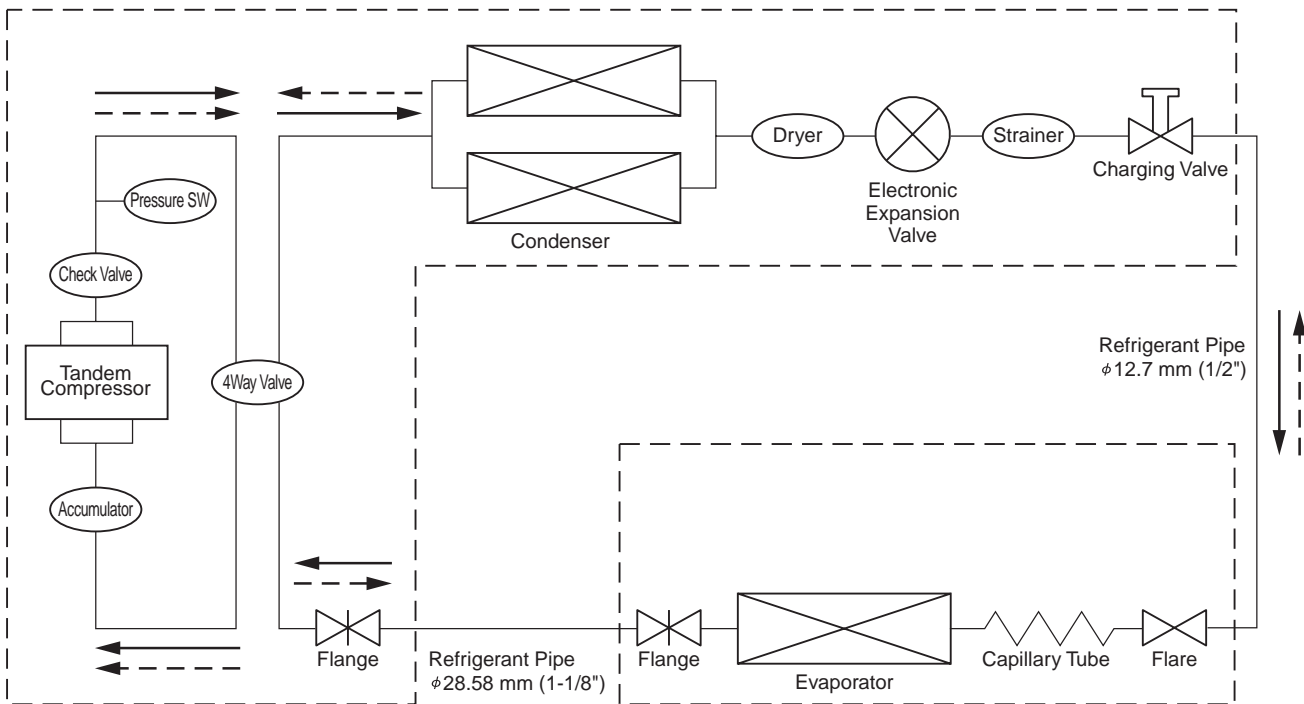 Pressure SW
Check Valve
Tandem
Compressor
4Way Valve
Accumulator
Condenser
Dryer
Electronic
Expansion
Valve
Strainer
Charging Valve
Refrigerant Pipe
ϕ12.7 mm (1/2")
Flange
Refrigerant Pipe
ϕ28.58 mm (1-1/8")
Flange
Evaporator
Capillary Tube
Flare